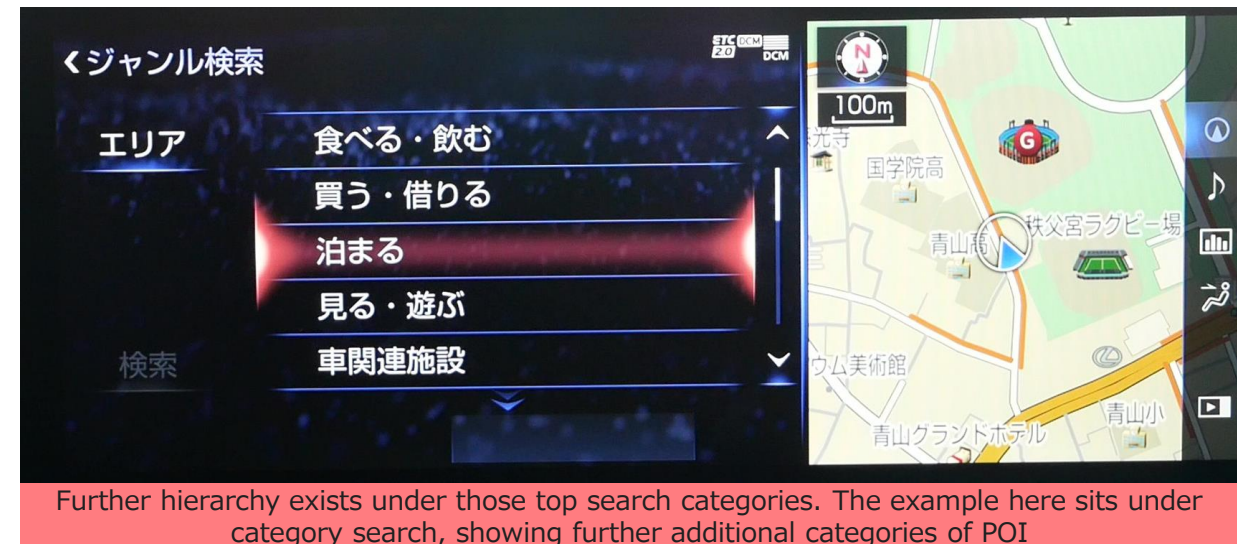 ジャンル検索
ETC 2.0 DCM
DCM
エリア
食べる・飲む
買う・借りる
泊まる
見る・遊ぶ
車関連施設
検索
N
100m
光寺
国学院高
G
秩父宮ラグビー場
青山高
ウム美術館
青山小
青山グランドホテル
Further hierarchy exists under those top search categories. The example here sits under
category search, showing further additional categories of POI